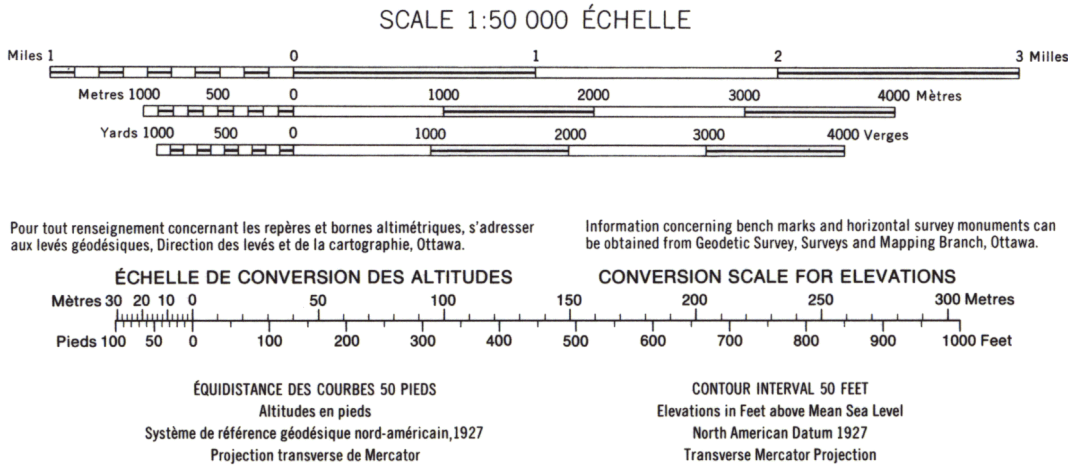 SCALE 1:50 000 ÉCHELLE
Miles 1 0 1 2 3 Milles
Metres 1000 500 0 1000 2000 3000 4000 Mètres
Yards 1000 500 0 1000 2000 3000 4000 Verges
Pour tout renseignement concernant les repères et bornes altimétriques, s'adresser
aux levés géodésiques, Direction des levés et de la cartographie, Ottawa.
Information concerning bench marks and horizontal survey monuments can
be obtained from Geodetic Survey, Surveys and Mapping Branch, Ottawa.
ÉCHELLE DE CONVERSION DES ALTITUDES
CONVERSION SCALE FOR ELEVATIONS
Mètres 30 20 10 0 50 100 150 200 250 300 Metres
Pieds 100 50 0 100 200 300 400 500 600 700 800 900 1000 Feet
ÉQUIDISTANCE DES COURBES 50 PIEDS
Altitudes en pieds
Système de référence géodésique nord-américain,1927
Projection transverse de Mercator
CONTOUR INTERVAL 50 FEET
Elevations in Feet above Mean Sea Level
North American Datum 1927
Transverse Mercator Projection